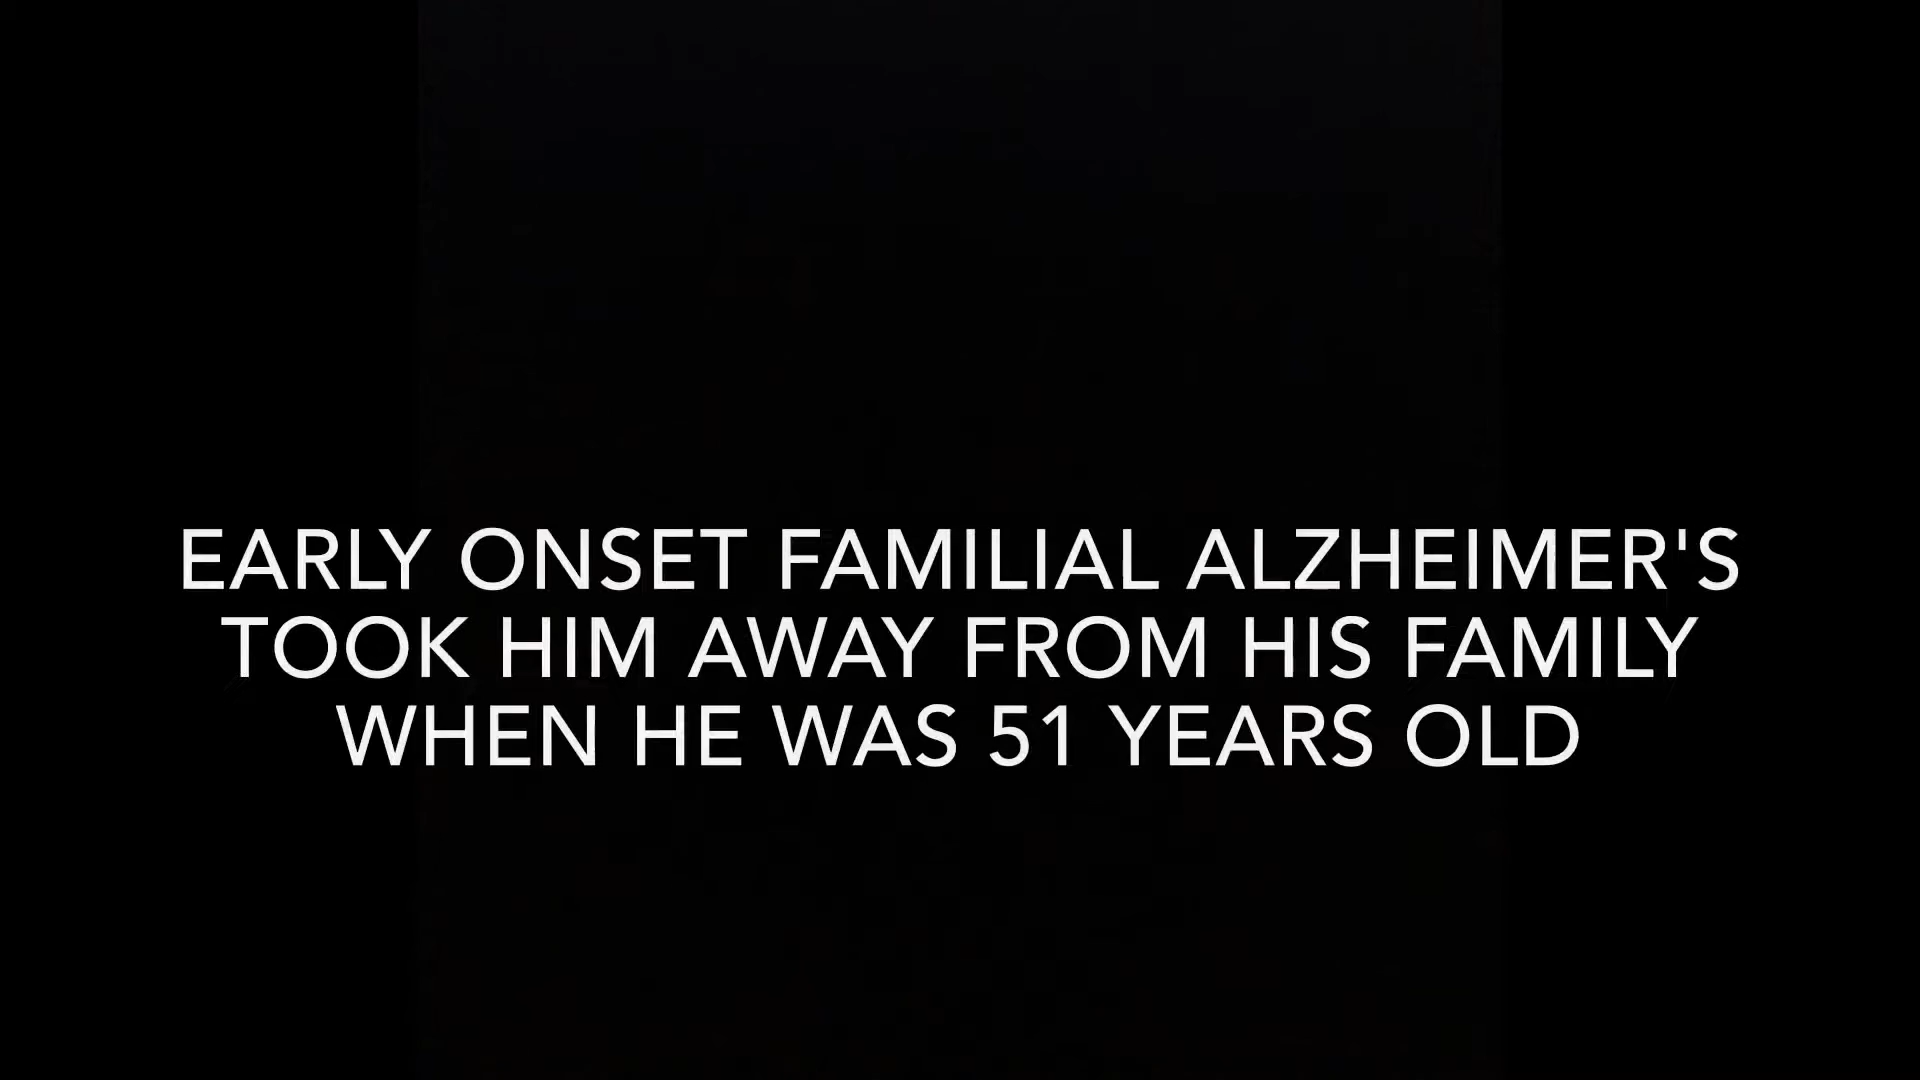 EARLY ONSET FAMILIAL ALZHEIMER'S
TOOK HIM AWAY FROM HIS FAMILY
WHEN HE WAS 51 YEARS OLD